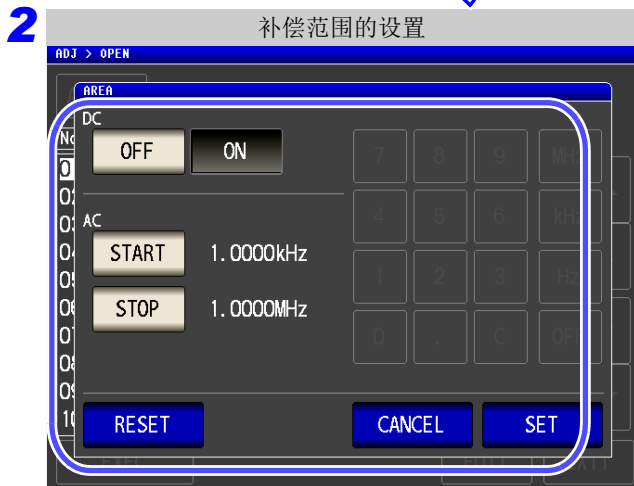 2
补偿范围的设置
ADJ > OPEN
AREA
DC
OFF ON
7 8 9 MHz
AC
4 5 6 kHz
START 1.0000kHz
1 2 3 Hz
STOP 1.0000MHz
0 . C OFF
RESET CANCEL SET
EXEC EXIT